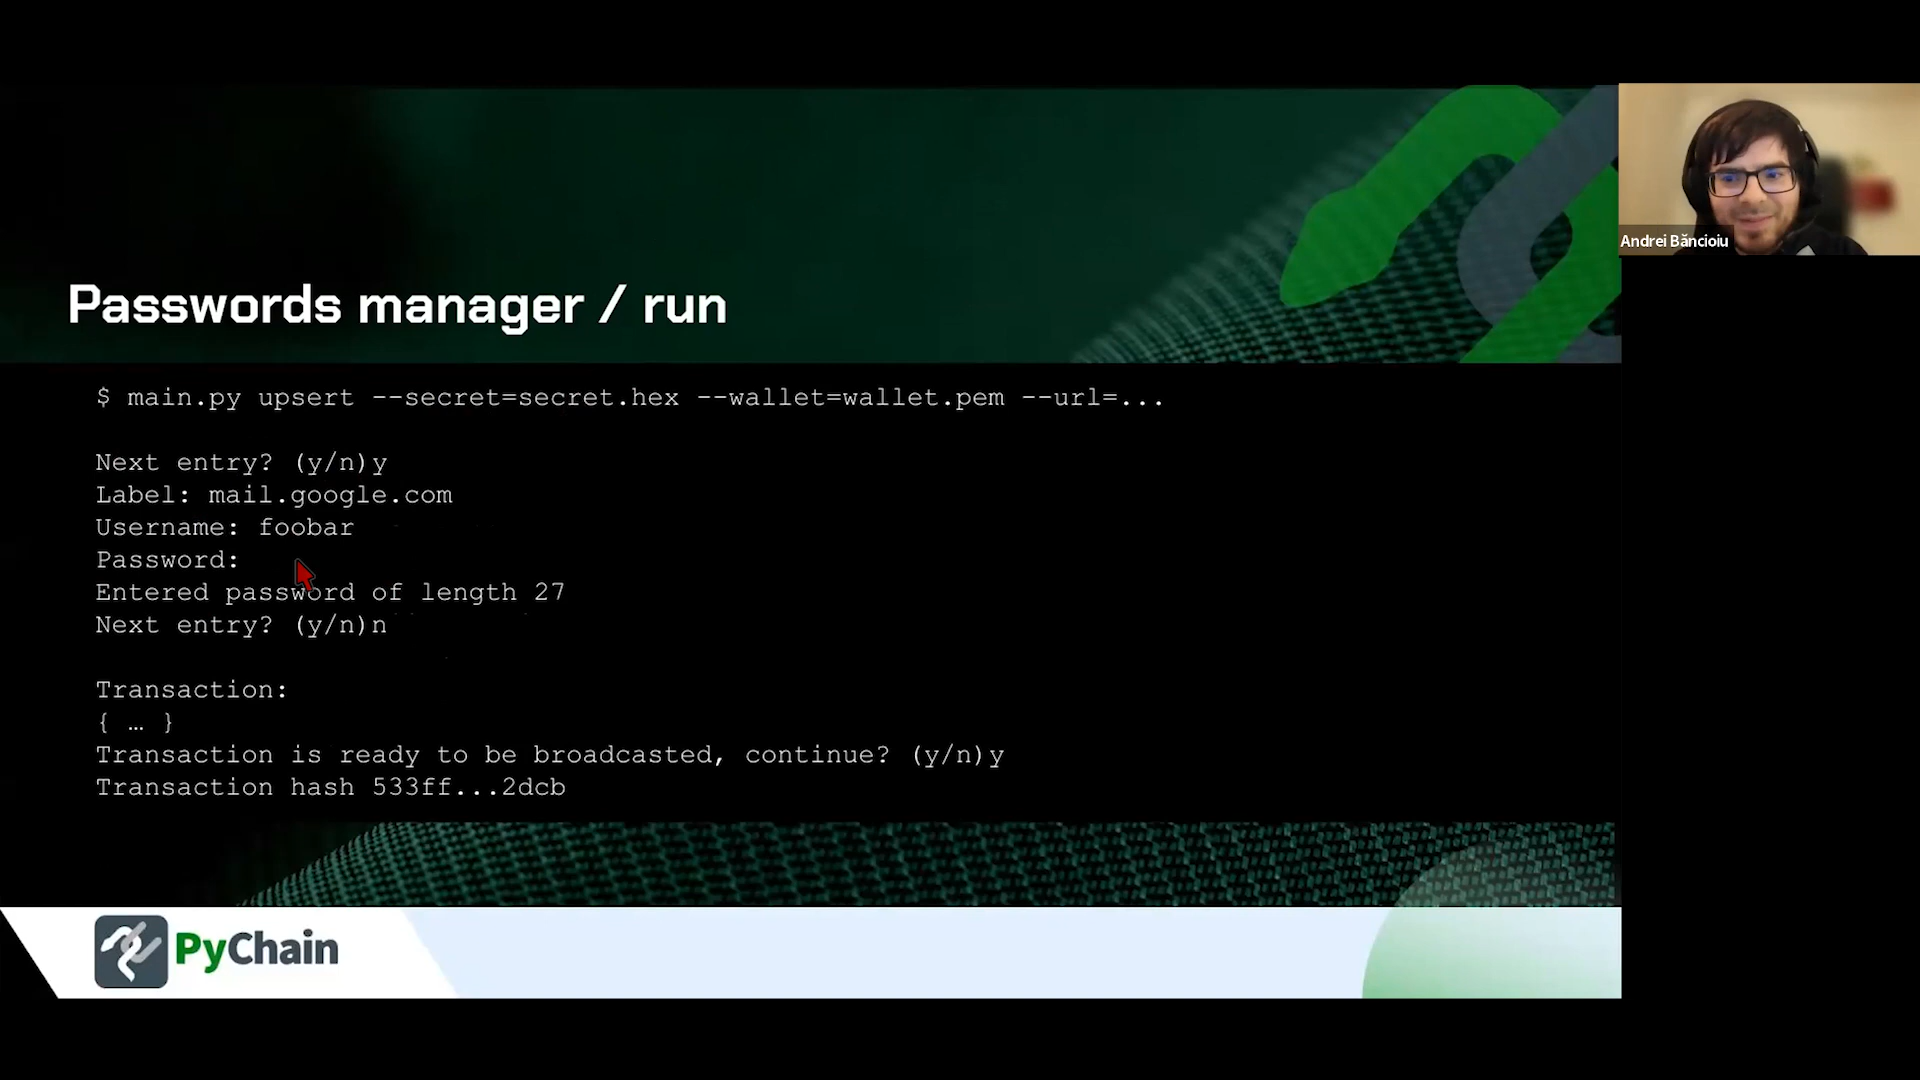 Andrei Băncioiu
Passwords manager / run
$ main.py upsert --secret=secret.hex --wallet=wallet.pem --url=...
Next entry? (y/n)y
Label: mail.google.com
Username: foobar
Password:
Entered password of length 27
Next entry? (y/n)n
Transaction:
{ … }
Transaction is ready to be broadcasted, continue? (y/n)y
Transaction hash 533ff...2dcb
PyChain